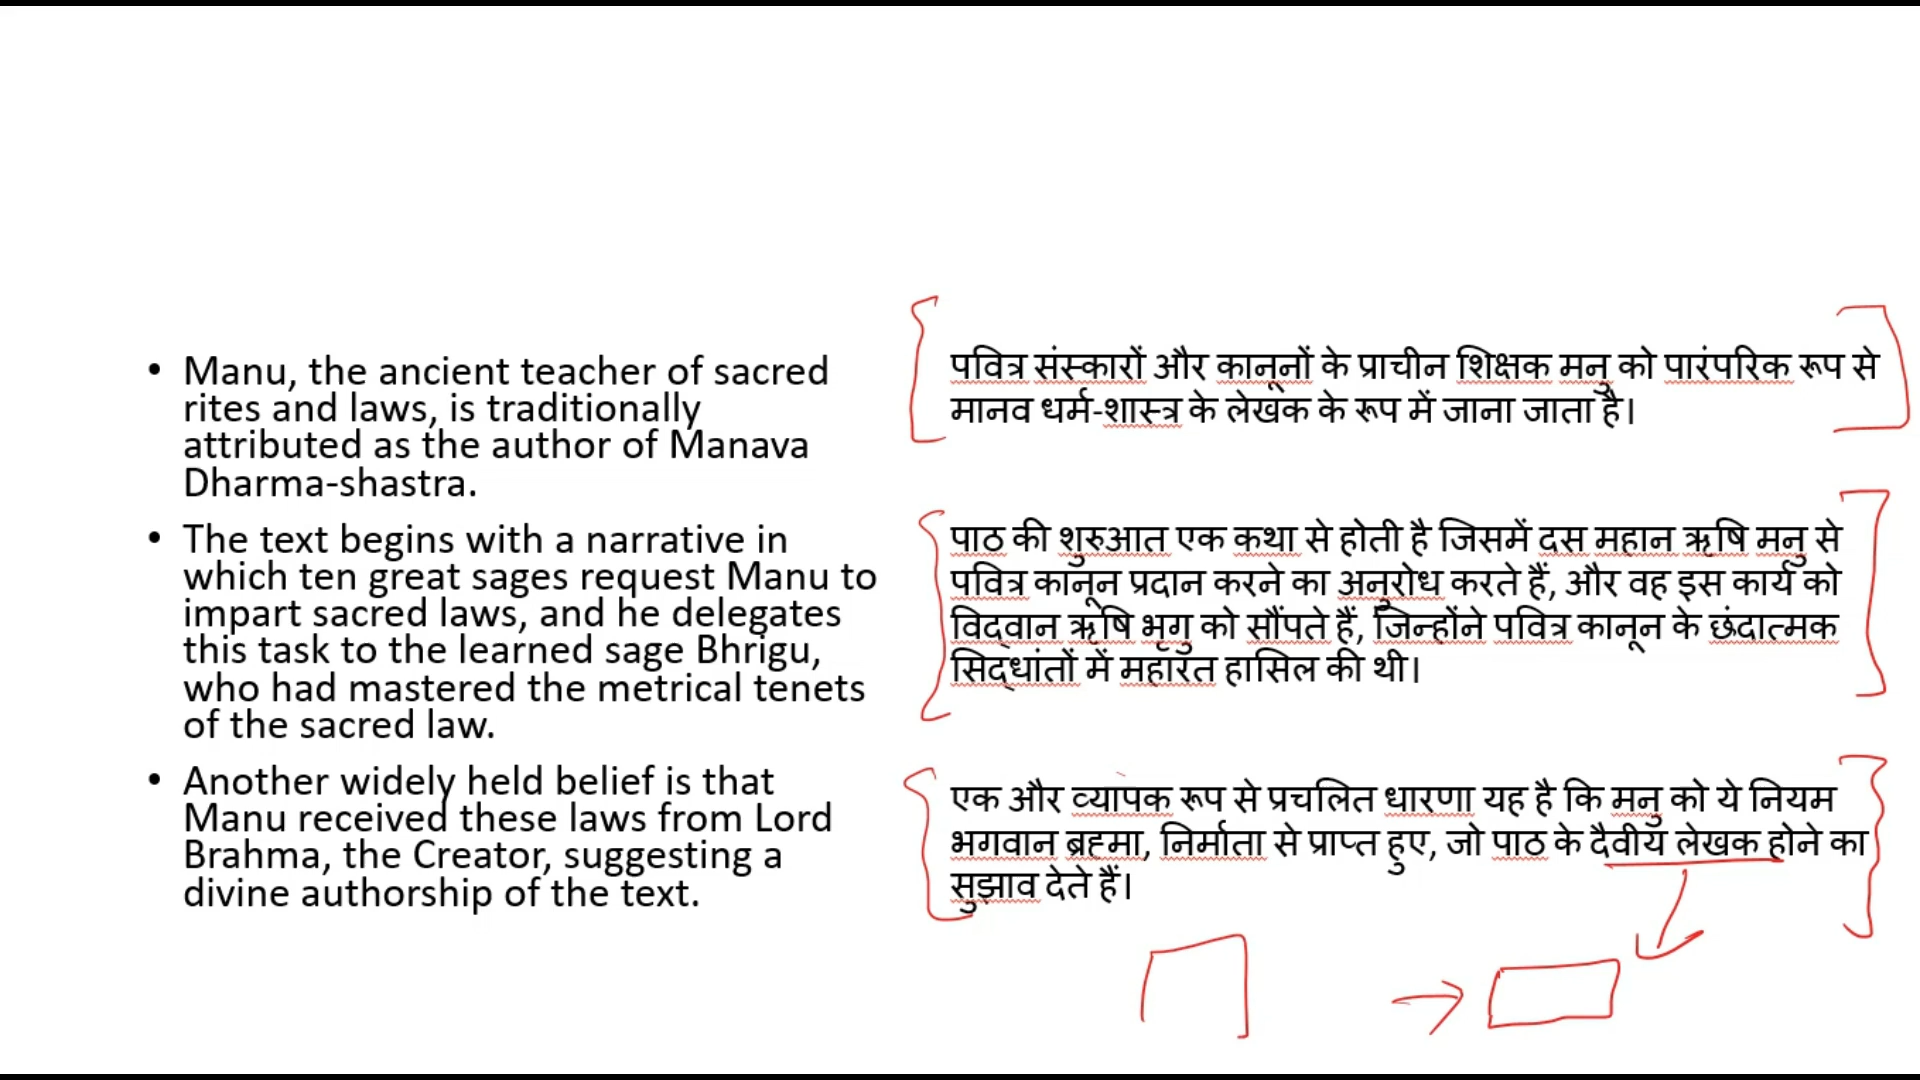 • Manu, the ancient teacher of sacred
rites and laws, is traditionally
attributed as the author of Manava
Dharma-shastra.
• The text begins with a narrative in
which ten great sages request Manu to
impart sacred laws, and he delegates
this task to the learned sage Bhrigu,
who had mastered the metrical tenets
of the sacred law.
• Another widely held belief is that
Manu received these laws from Lord
Brahma, the Creator, suggesting a
divine authorship of the text.
पवित्र संस्कारों और कानूनों के प्राचीन शिक्षक मनु को पारंपरिक रूप से
मानव धर्म-शास्त्र के लेखक के रूप में जाना जाता है।
पाठ की शुरुआत एक कथा से होती है जिसमें दस महान ऋषि मनु से
पवित्र कानून प्रदान करने का अनुरोध करते हैं, और वह इस कार्य को
विद्वान ऋषि भृगु को सौंपते हैं, जिन्होंने पवित्र कानून के छंदात्मक
सिद्धांतों में महारत हासिल की थी।
एक और व्यापक रूप से प्रचलित धारणा यह है कि मनु को ये नियम
भगवान ब्रह्मा, निर्माता से प्राप्त हुए, जो पाठ के दैवीय लेखक होने का
सुझाव देते हैं।